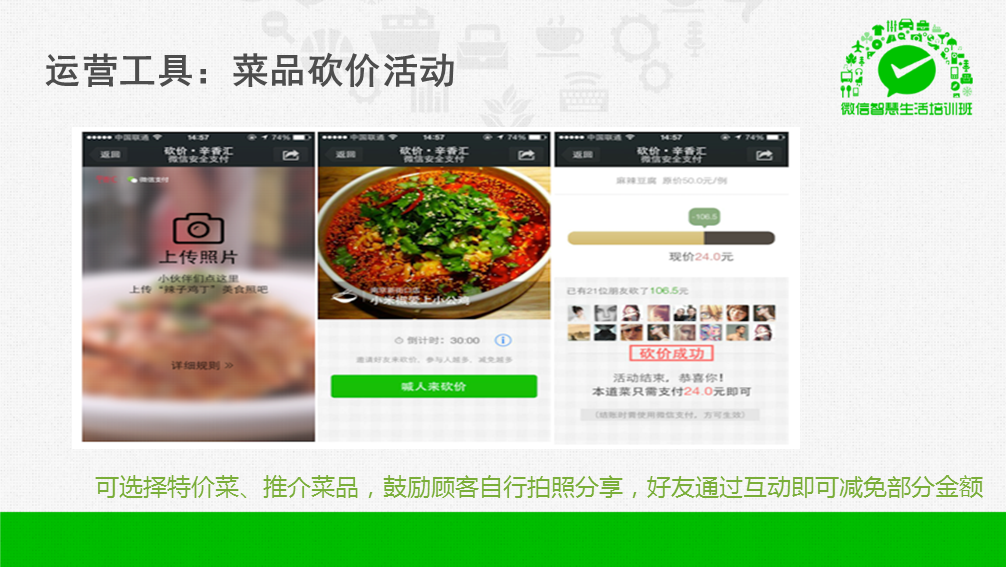 运营工具：菜品砍价活动
微信智慧生活培训班
中国联通 14:57 74%
返回
砍价·辛香汇
微信安全支付
微信支付
上传照片
小伙伴们点这里
上传“辣子鸡丁”美食照吧
详细规则 »
中国联通 14:57 74%
返回
砍价·辛香汇
微信安全支付
小米椒爱上小公鸡
倒计时：30:00
邀请好友来砍价，参与人越多，减免越多
喊人来砍价
中国联通 14:57 74%
返回
砍价·辛香汇
微信安全支付
麻辣豆腐 原价50.0元/例
-106.5
现价24.0元
已有21位朋友砍了106.5元
砍价成功
活动结束，恭喜你！
本道菜只需支付24.0元即可
（结账时需使用微信支付，方可生效）
可选择特价菜、推介菜品，鼓励顾客自行拍照分享，好友通过互动即可减免部分金额